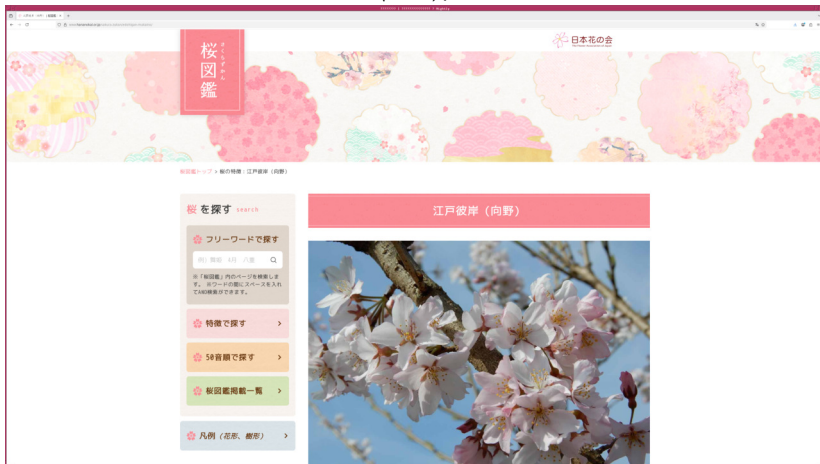 日本花の会
桜図鑑
さくらずかん
桜図鑑トップ > 桜の特徴：江戸彼岸（向野）
桜 を探す search
江戸彼岸（向野）
フリーワードで探す
※「桜図鑑」内のページを検索しま
す。 ※ワードの間にスペースを入れ
てAND検索ができます。
特徴で探す
50音順で探す
桜図鑑掲載一覧
凡例（花形、樹形）